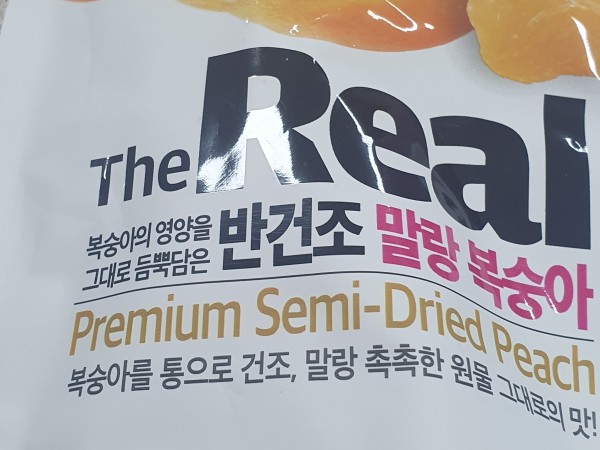 The Real
복숭아의 영양을
그대로 듬뿍담은
반건조 말랑 복숭아
Premium Semi-Dried Peach
복숭아를 통으로 건조, 말랑 촉촉한 원물 그대로의 맛!